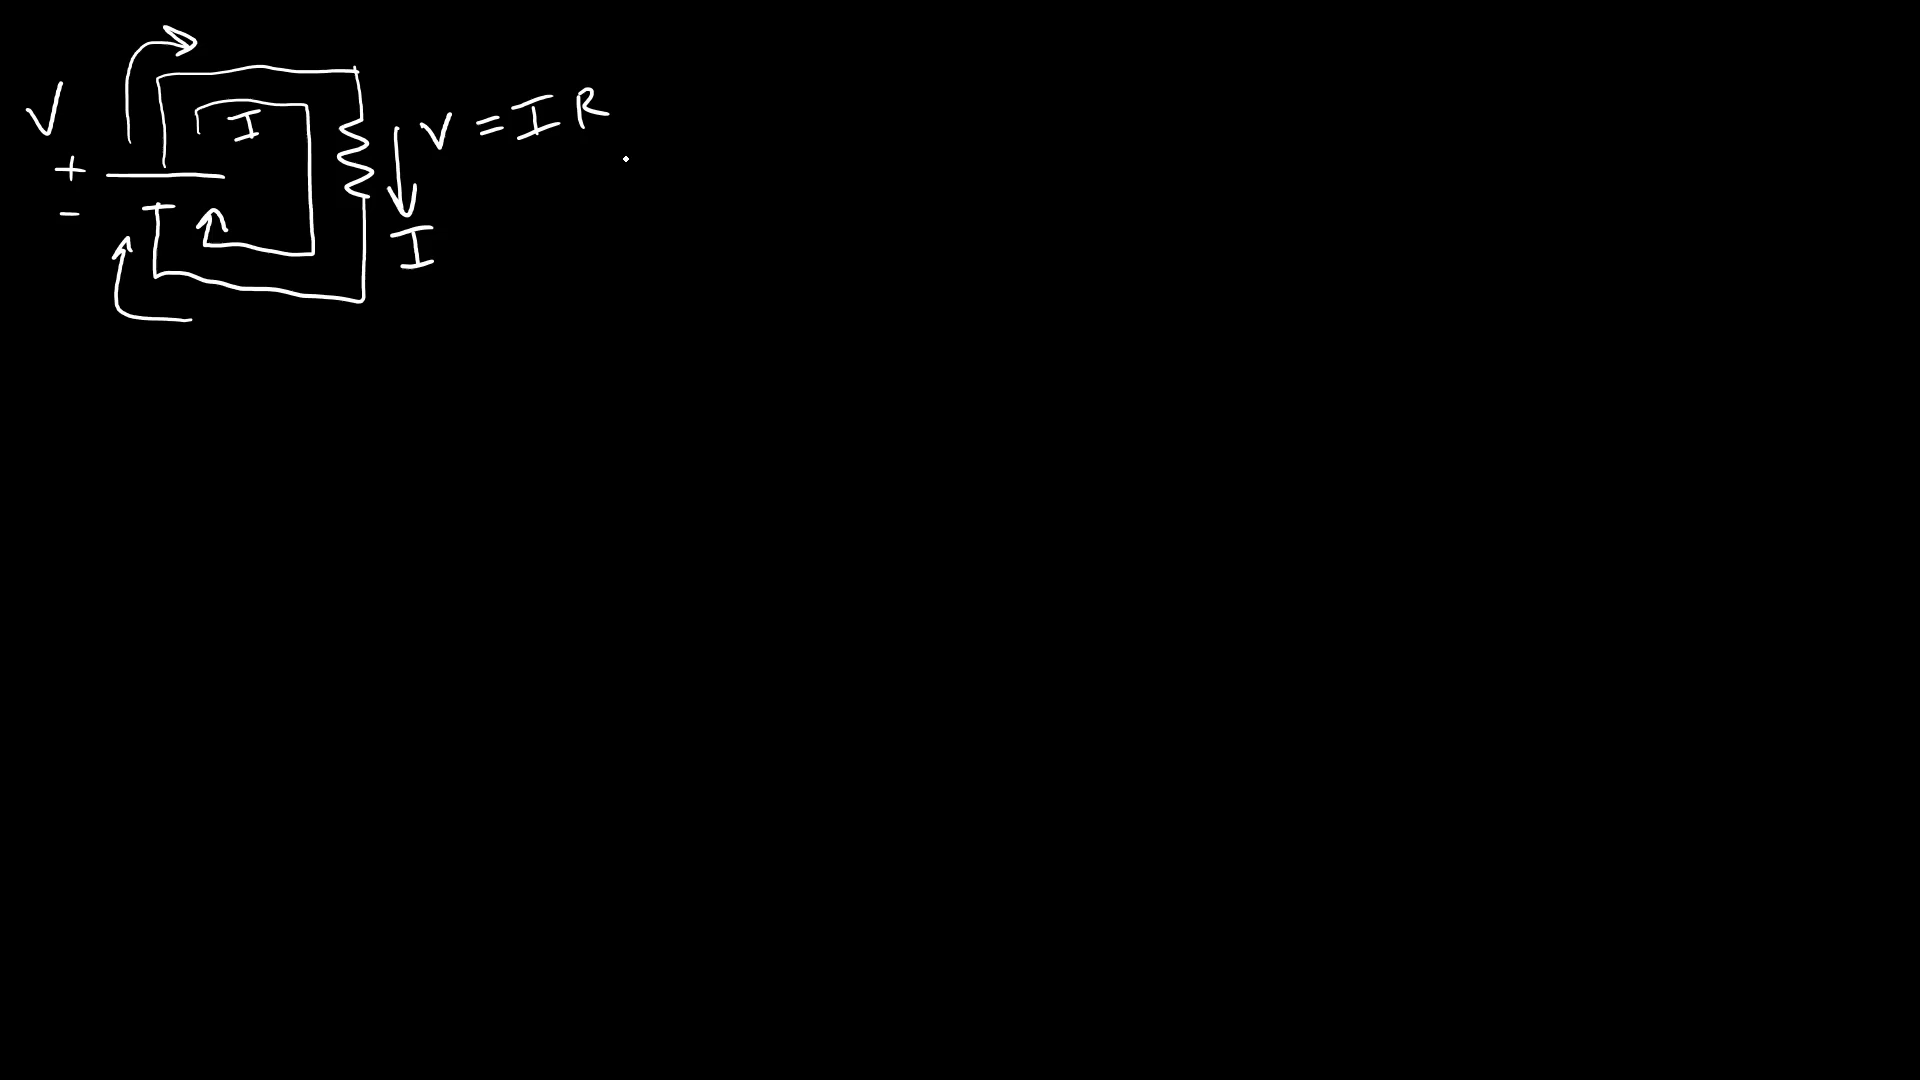 V
I
V = IR
+
-
I